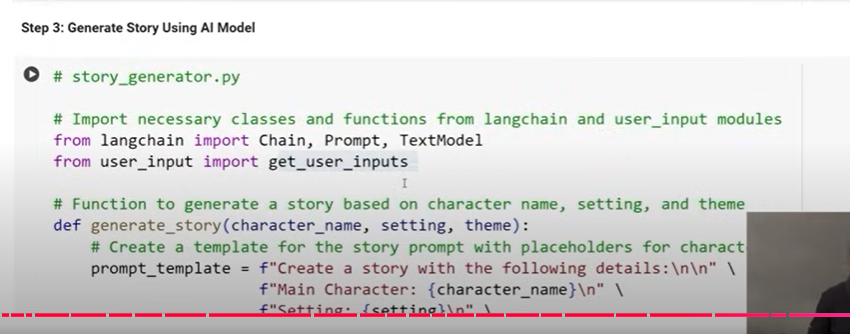 Step 3: Generate Story Using AI Model
# story_generator.py
# Import necessary classes and functions from langchain and user_input modules
from langchain import Chain, Prompt, TextModel
from user_input import get_user_inputs
# Function to generate a story based on character name, setting, and theme
def generate_story(character_name, setting, theme):
# Create a template for the story prompt with placeholders for charact
prompt_template = f"Create a story with the following details:\n\n" \
f"Main Character: {character_name}\n" \
f"Setting: {setting}\n" \